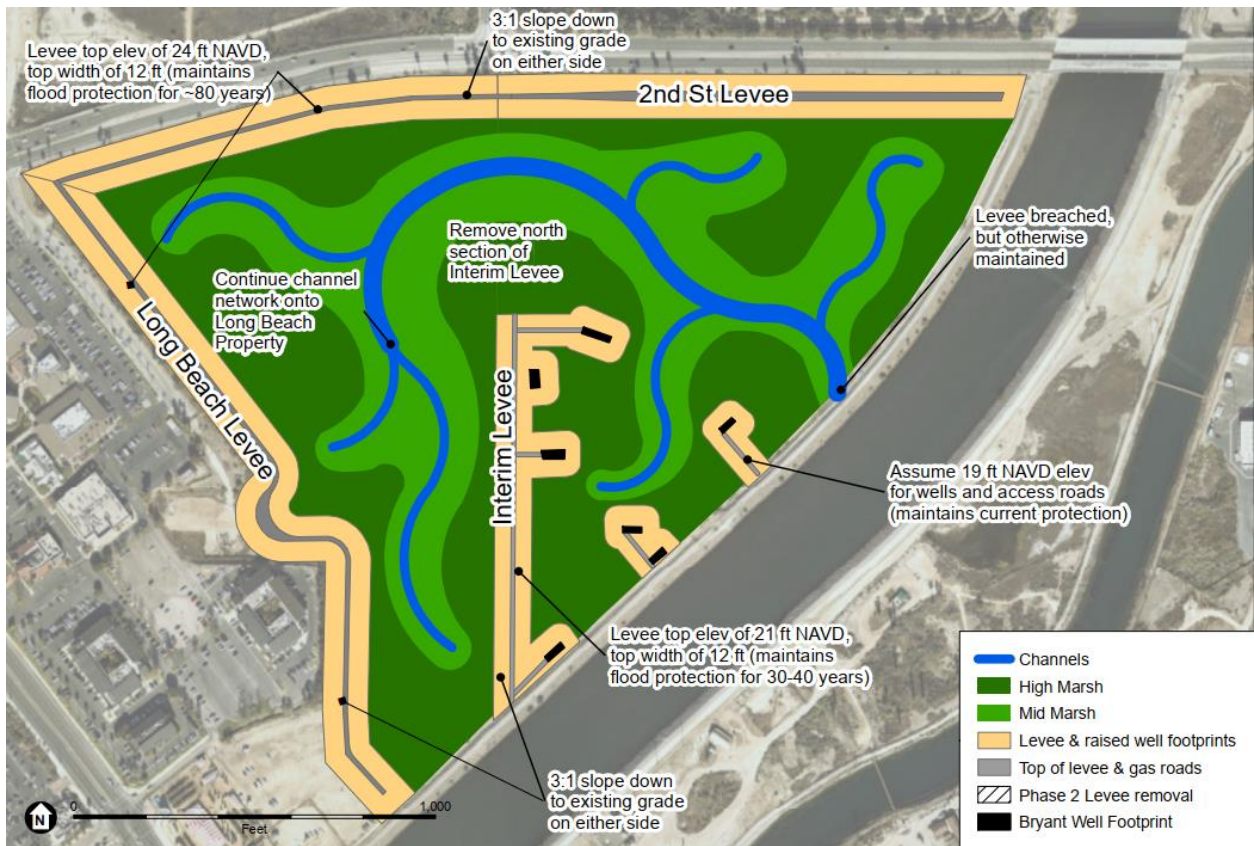 3:1 slope down
to existing grade
on either side
Levee top elev of 24 ft NAVD,
top width of 12 ft (maintains
flood protection for ~80 years)
2nd St Levee
Levee breached,
but otherwise
maintained
Remove north
section of
Interim Levee
Continue channel
network onto
Long Beach
Property
Long Beach Levee
Interim Levee
Assume 19 ft NAVD elev
for wells and access roads
(maintains current protection)
Levee top elev of 21 ft NAVD,
top width of 12 ft (maintains
flood protection for 30-40 years)
3:1 slope down
to existing grade
on either side
N
0 1,000
Feet
Channels
High Marsh
Mid Marsh
Levee & raised well footprints
Top of levee & gas roads
Phase 2 Levee removal
Bryant Well Footprint